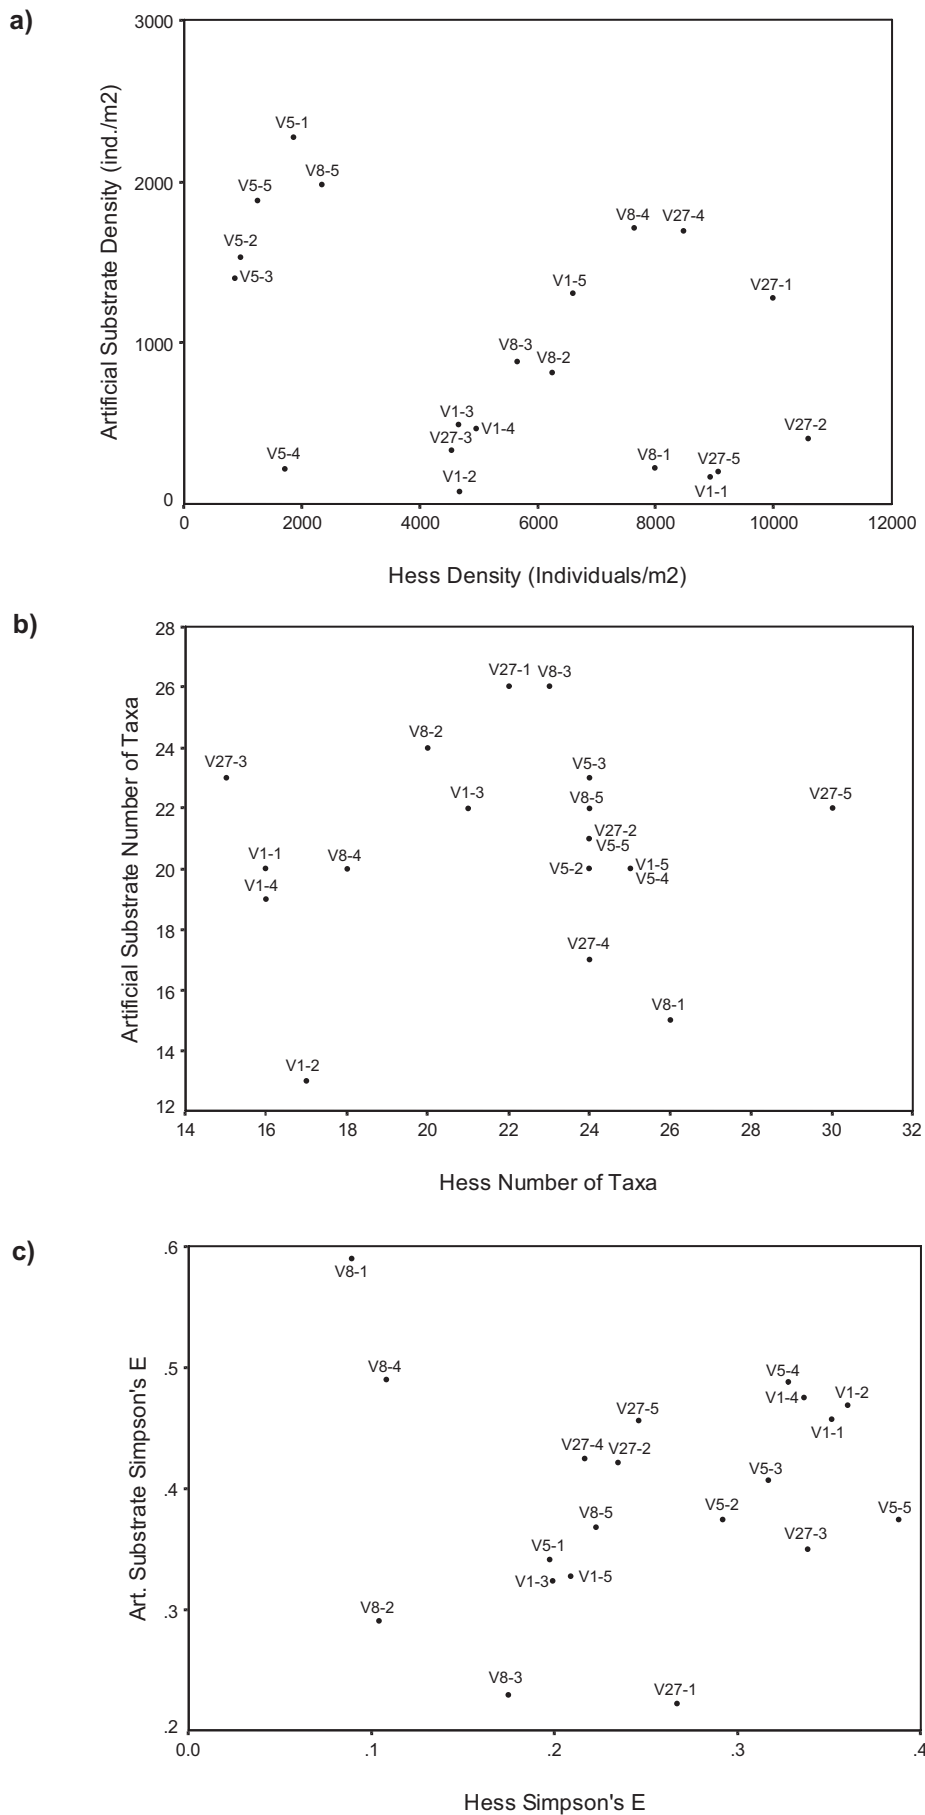 a)
3000
2000
1000
0
Artificial Substrate Density (ind./m2)
V5-1
V8-5
V5-5
V8-4 V27-4
V5-2
V5-3
V1-5
V27-1
V8-3
V8-2
V1-3
V1-4
V27-3
V27-2
V5-4
V8-1
V27-5
V1-2
V1-1
0 2000 4000 6000 8000 10000 12000
Hess Density (Individuals/m2)
b)
28
26
24
22
20
18
16
14
12
Artificial Substrate Number of Taxa
V27-1 V8-3
V8-2
V27-3
V5-3
V1-3
V8-5
V27-5
V27-2
V5-5
V1-1
V8-4
V5-2
V1-5
V5-4
V1-4
V27-4
V8-1
V1-2
14 16 18 20 22 24 26 28 30 32
Hess Number of Taxa
c)
.6
.5
.4
.3
.2
Art. Substrate Simpson's E
V8-1
V8-4
V5-4
V1-4
V1-2
V27-5
V1-1
V27-4
V27-2
V5-3
V5-2
V5-5
V8-5
V27-3
V5-1
V1-3
V1-5
V8-2
V8-3
V27-1
0.0 .1 .2 .3 .4
Hess Simpson's E